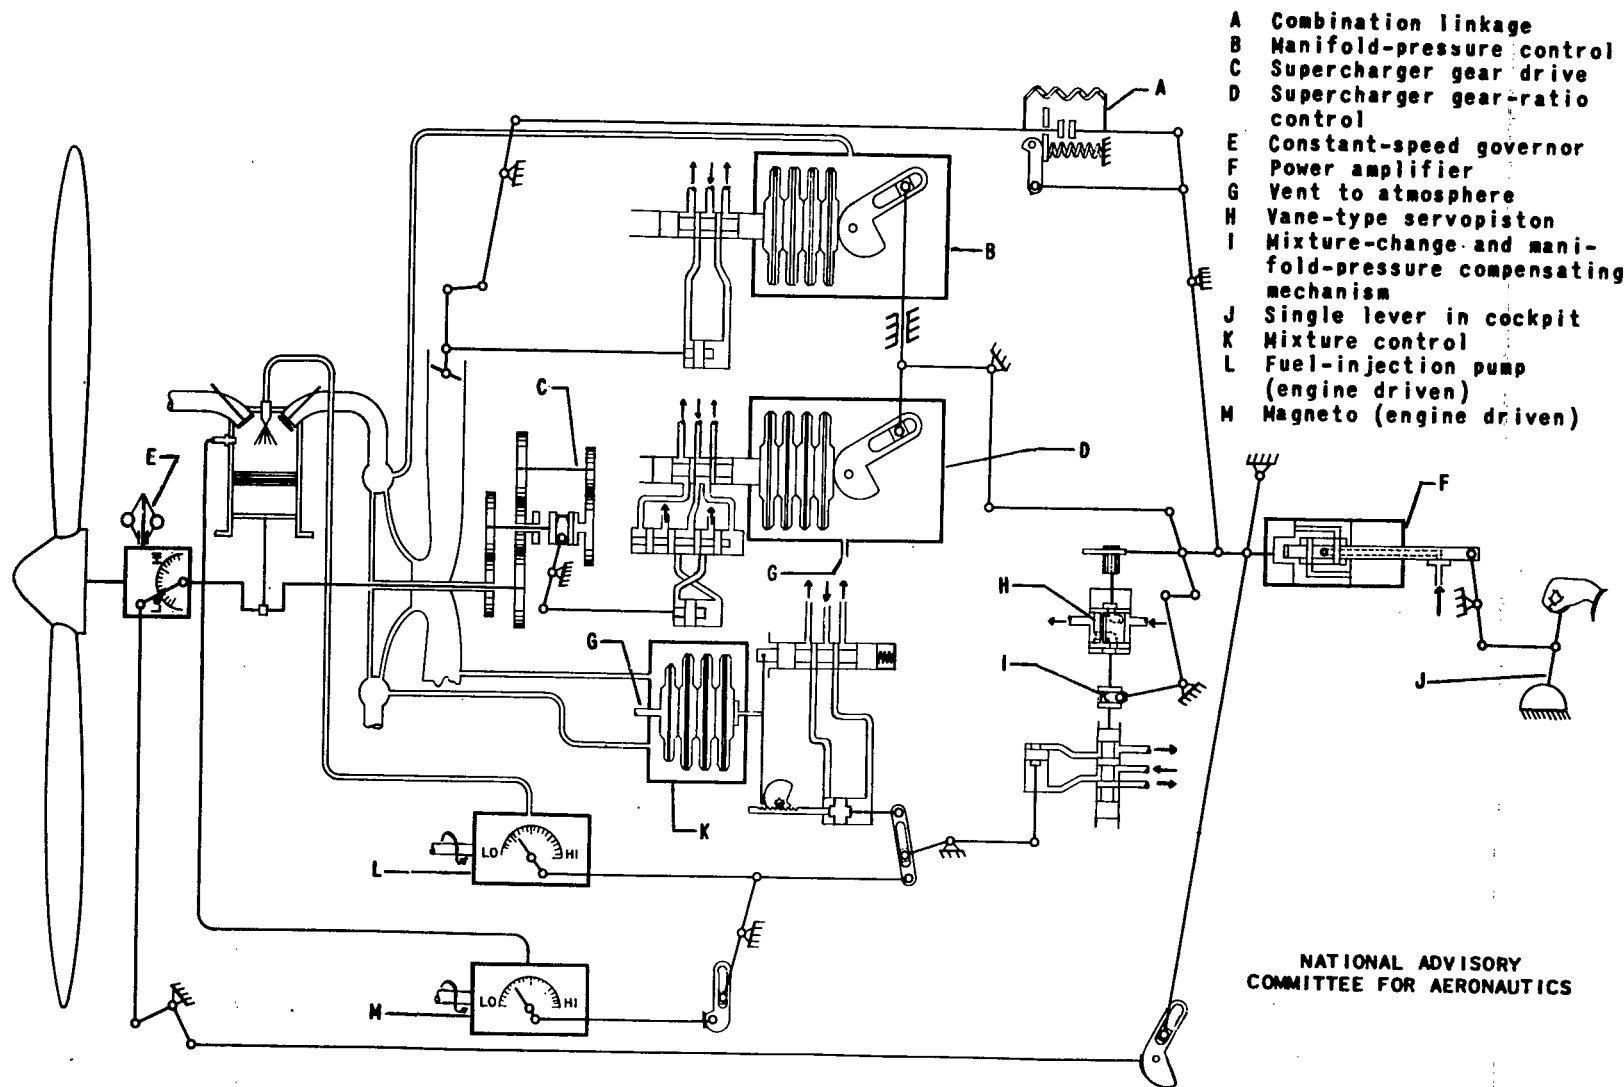 A Combination linkage
B Manifold-pressure control
C Supercharger gear drive
D Supercharger gear-ratio
control
E Constant-speed governor
F Power amplifier
G Vent to atmosphere
H Vane-type servopiston
I Mixture-change and mani-
fold-pressure compensating
mechanism
J Single lever in cockpit
K Mixture control
L Fuel-injection pump
(engine driven)
M Magneto (engine driven)
A
B
C
D
E
F
G
H
G
I
J
K
L
M
HI
LO HI
LO HI
NATIONAL ADVISORY
COMMITTEE FOR AERONAUTICS